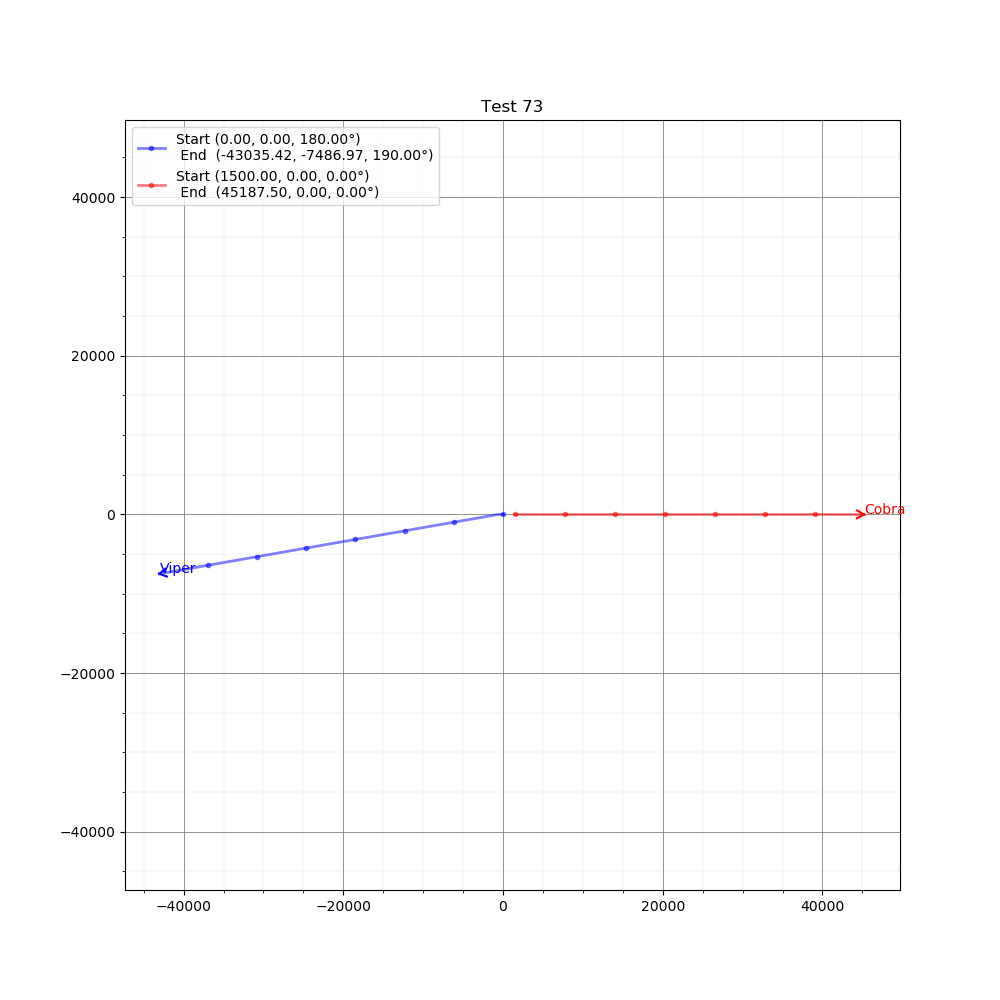 Test 73
Start (0.00, 0.00, 180.00°)
End (-43035.42, -7486.97, 190.00°)
Start (1500.00, 0.00, 0.00°)
End (45187.50, 0.00, 0.00°)
40000
20000
0
−20000
−40000
Cobra
Viper
−40000
−20000
0
20000
40000